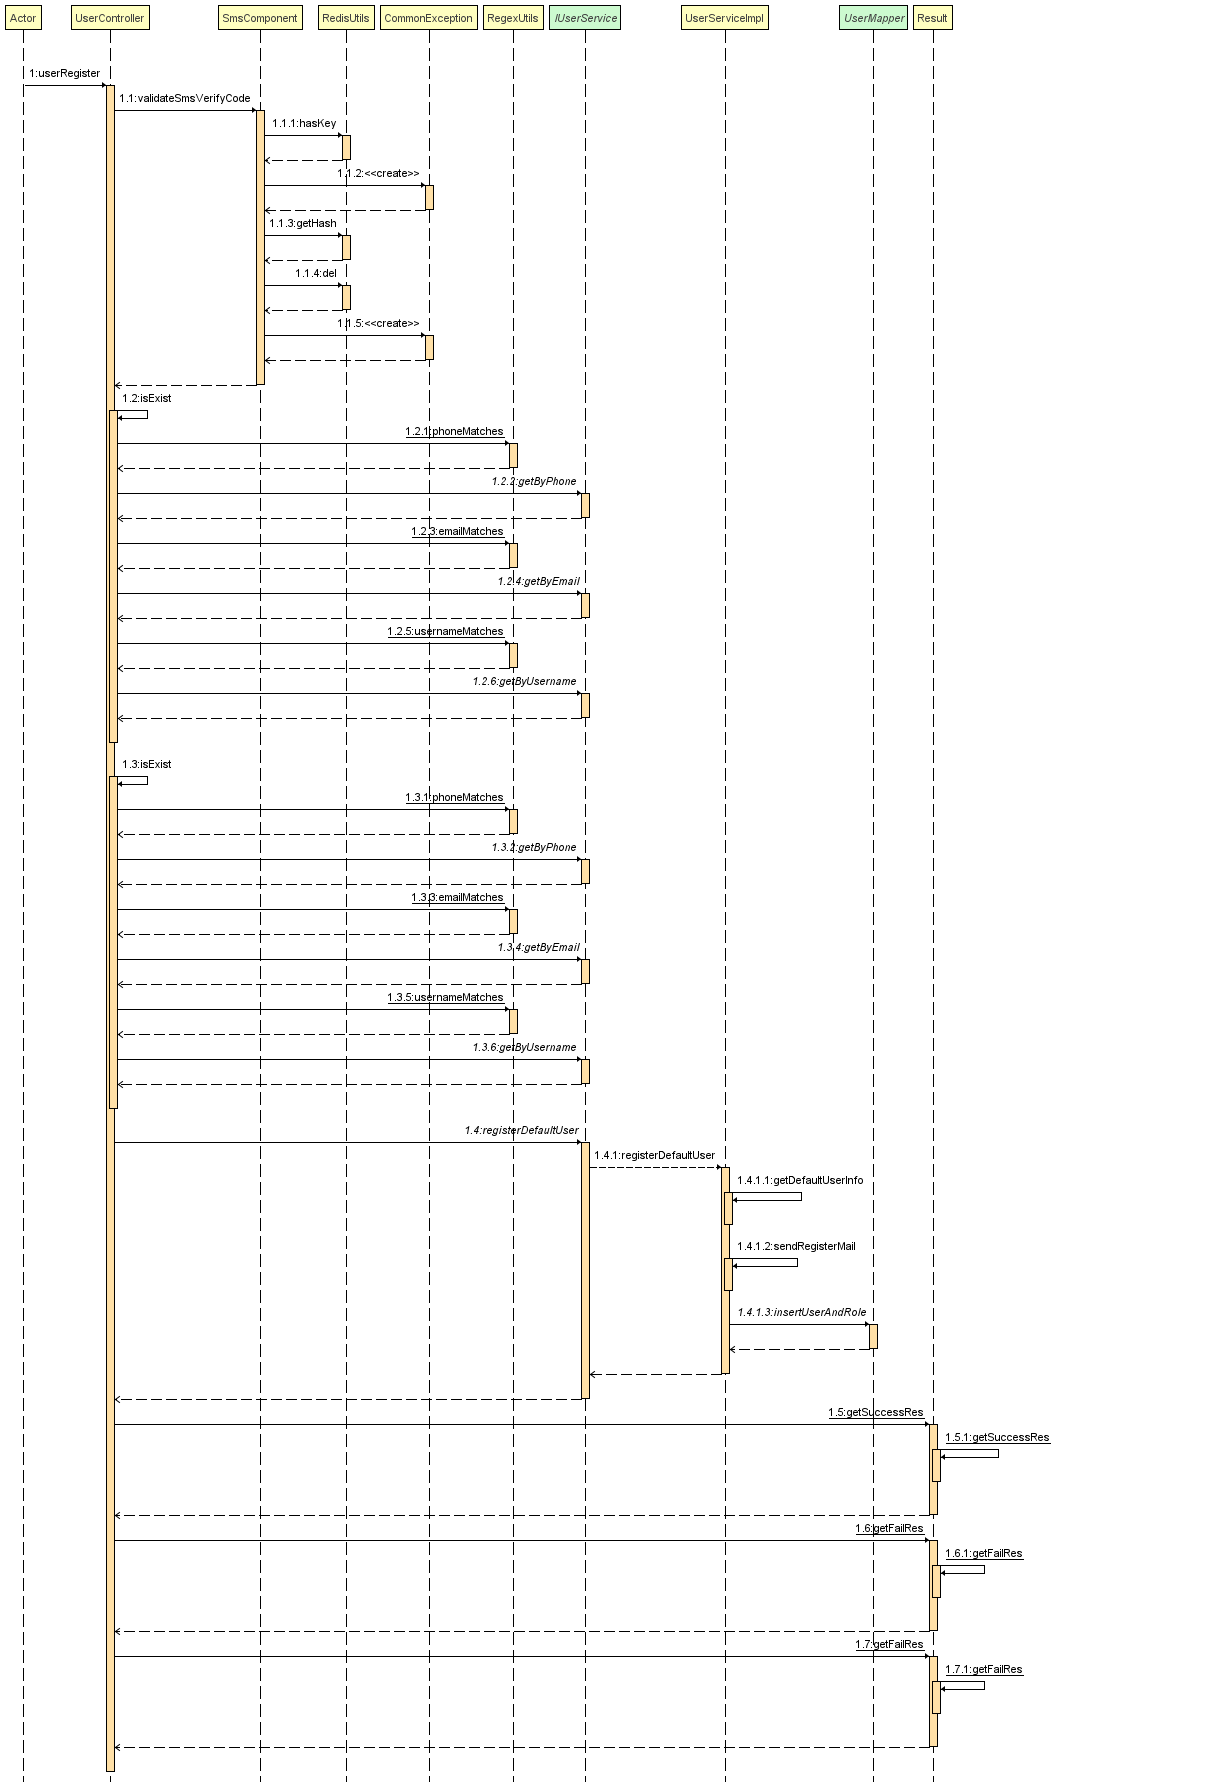 Actor UserController SmsComponent RedisUtils CommonException RegexUtils IUserService UserServiceImpl UserMapper Result
1:userRegister
1.1:validateSmsVerifyCode
1.1.1:hasKey
1.1.2:<<create>>
1.1.3:getHash
1.1.4:del
1.1.5:<<create>>
1.2:isExist
1.2.1:phoneMatches
1.2.2:getByPhone
1.2.3:emailMatches
1.2.4:getByEmail
1.2.5:usernameMatches
1.2.6:getByUsername
1.3:isExist
1.3.1:phoneMatches
1.3.2:getByPhone
1.3.3:emailMatches
1.3.4:getByEmail
1.3.5:usernameMatches
1.3.6:getByUsername
1.4:registerDefaultUser
1.4.1:registerDefaultUser
1.4.1.1:getDefaultUserInfo
1.4.1.2:sendRegisterMail
1.4.1.3:insertUserAndRole
1.5:getSuccessRes
1.5.1:getSuccessRes
1.6:getFailRes
1.6.1:getFailRes
1.7:getFailRes
1.7.1:getFailRes